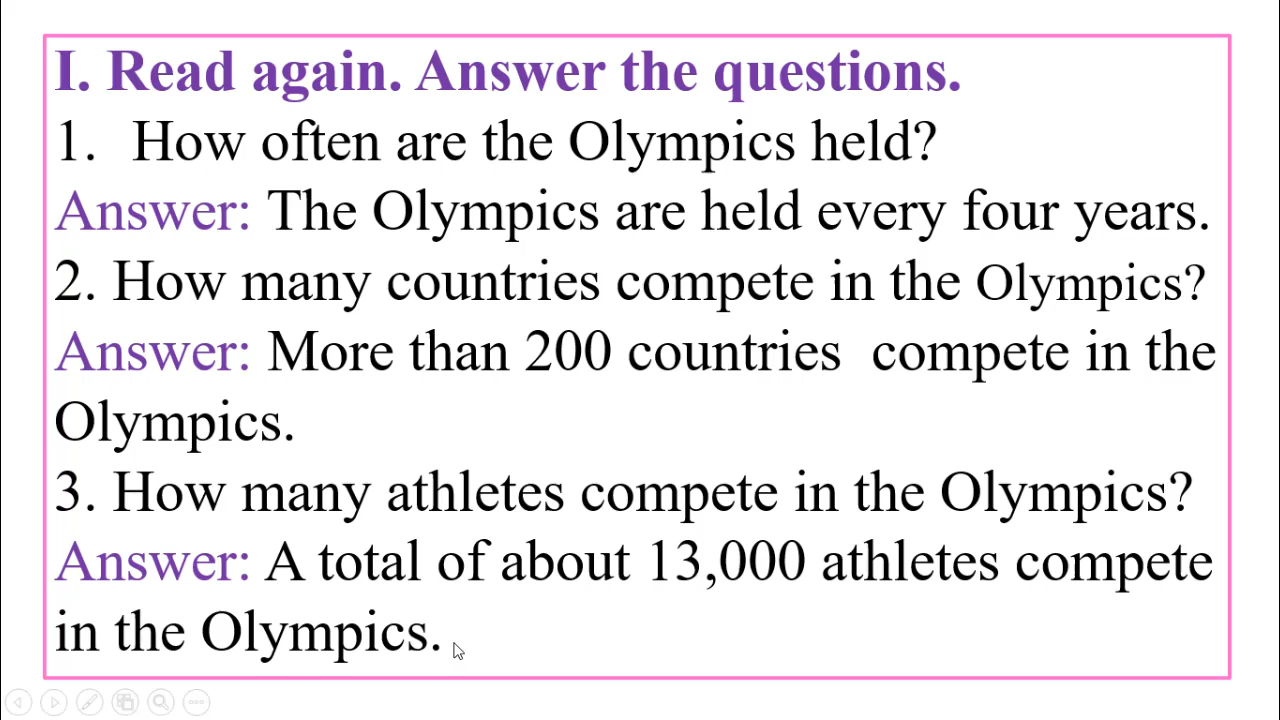 I. Read again. Answer the questions.
1. How often are the Olympics held?
Answer: The Olympics are held every four years.
2. How many countries compete in the Olympics?
Answer: More than 200 countries  compete in the
Olympics.
3. How many athletes compete in the Olympics?
Answer: A total of about 13,000 athletes compete
in the Olympics.